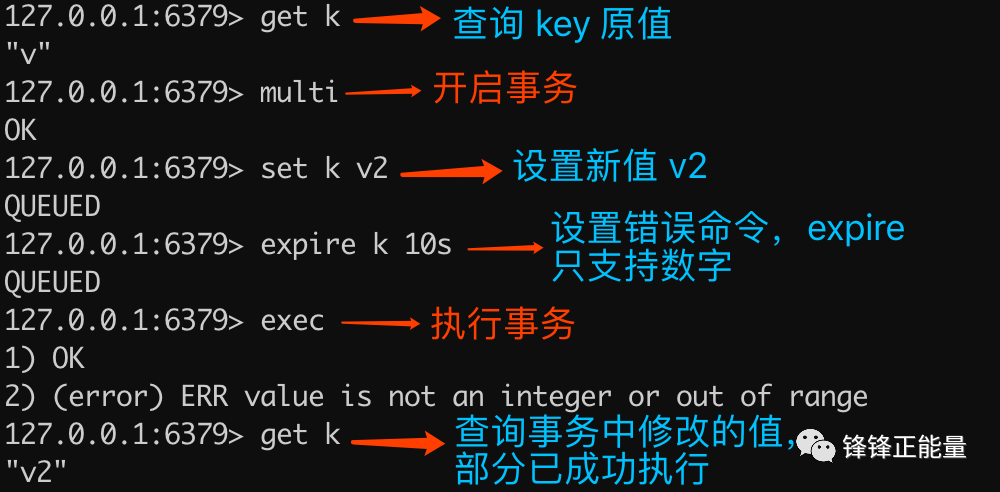 127.0.0.1:6379> get k 查询 key 原值
"v"
127.0.0.1:6379> multi 开启事务
OK
127.0.0.1:6379> set k v2 设置新值 v2
QUEUED
127.0.0.1:6379> expire k 10s 设置错误命令，expire
只支持数字
QUEUED
127.0.0.1:6379> exec 执行事务
1) OK
2) (error) ERR value is not an integer or out of range
127.0.0.1:6379> get k 查询事务中修改的值，
部分已成功执行
"v2"
锋锋正能量